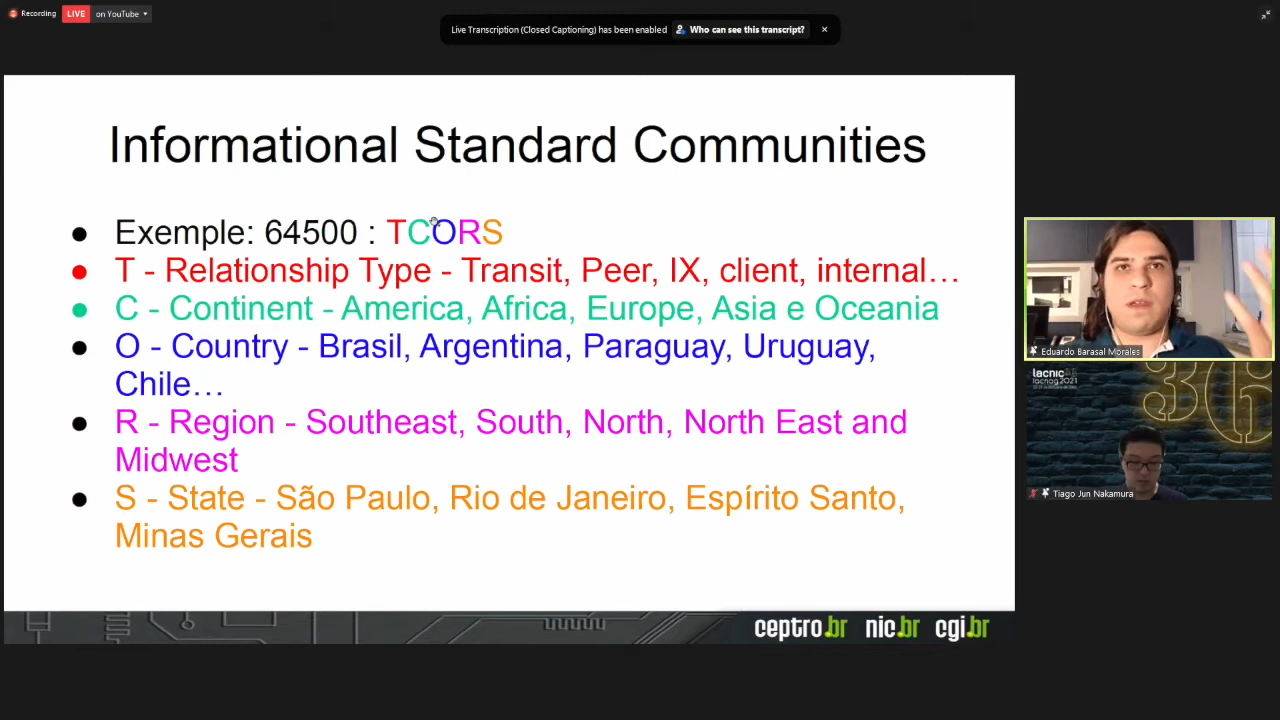 Recording
LIVE
on YouTube
Live Transcription (Closed Captioning) has been enabled
Who can see this transcript?
Informational Standard Communities
● Exemple: 64500 : TCORS
● T - Relationship Type - Transit, Peer, IX, client, internal…
● C - Continent - America, Africa, Europe, Asia e Oceania
● O - Country - Brasil, Argentina, Paraguay, Uruguay,
Chile…
● R - Region - Southeast, South, North, North East and
Midwest
● S - State - São Paulo, Rio de Janeiro, Espírito Santo,
Minas Gerais
ceptro.br nic.br cgi.br
Eduardo Barasal Morales
lacnic 36
lacnog 2021
Tiago Jun Nakamura